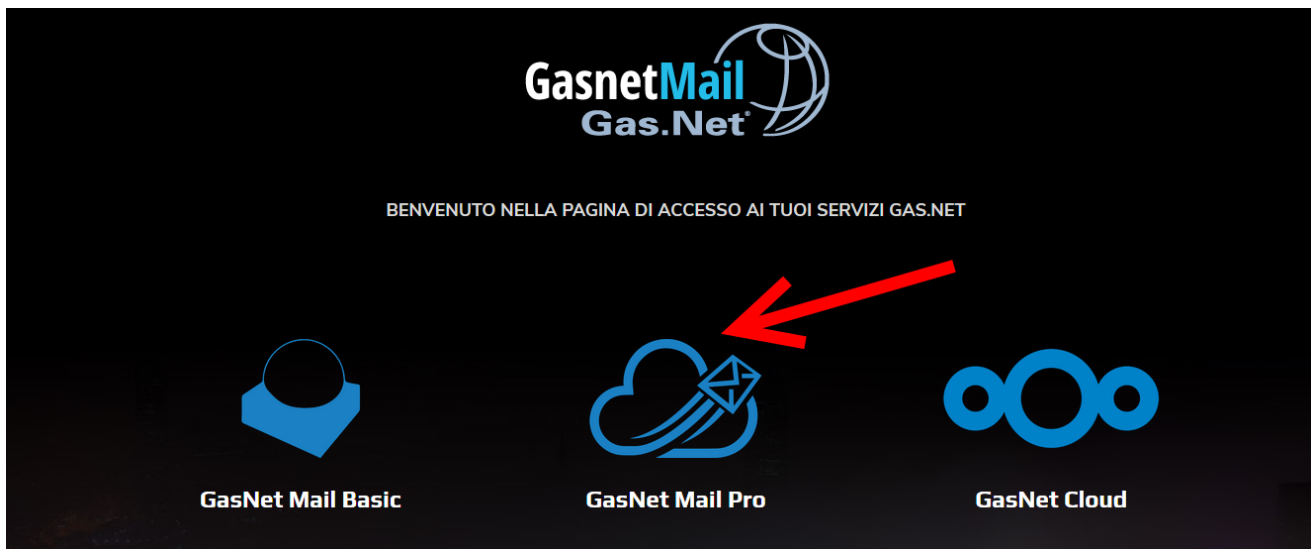 GasnetMail
Gas.Net®
BENVENUTO NELLA PAGINA DI ACCESSO AI TUOI SERVIZI GAS.NET
GasNet Mail Basic
GasNet Mail Pro
GasNet Cloud